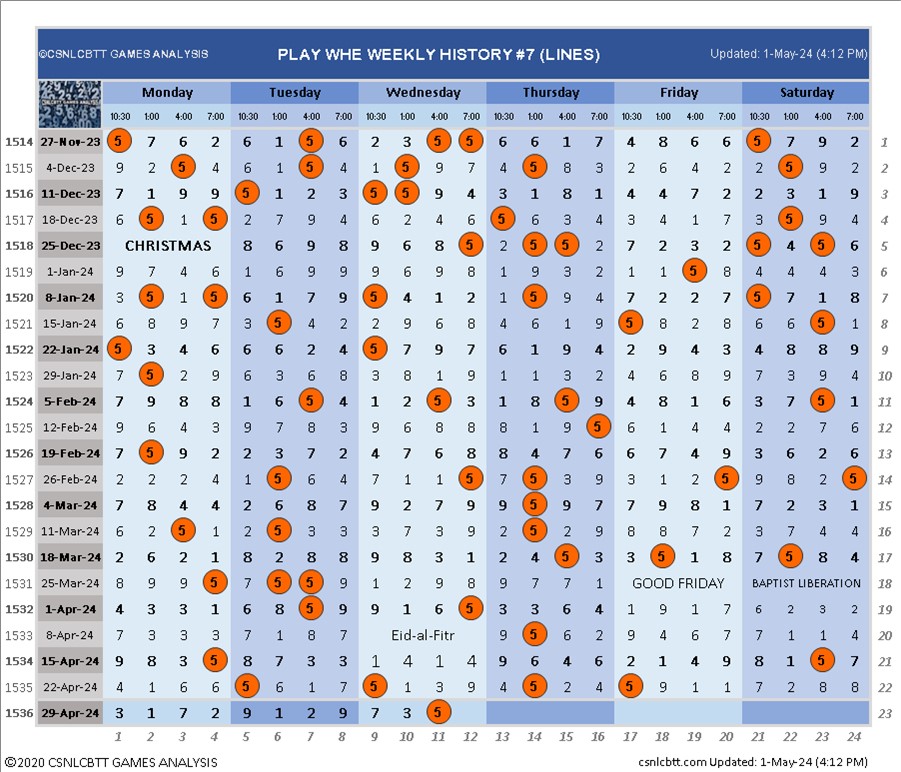 ©CSNLCBTT GAMES ANALYSIS PLAY WHE WEEKLY HISTORY #7 (LINES) Updated: 1-May-24 (4:12 PM)
Monday Tuesday Wednesday Thursday Friday Saturday
10:30 1:00 4:00 7:00 10:30 1:00 4:00 7:00 10:30 1:00 4:00 7:00 10:30 1:00 4:00 7:00 10:30 1:00 4:00 7:00 10:30 1:00 4:00 7:00
1514 27-Nov-23 5 7 6 2 6 1 5 6 2 3 5 5 6 6 1 7 4 8 6 6 5 7 9 2 1
1515 4-Dec-23 9 2 5 4 6 1 5 4 1 5 9 7 4 5 8 3 2 6 4 2 2 5 9 2 2
1516 11-Dec-23 7 1 9 9 5 1 2 3 5 5 9 4 3 1 8 1 4 4 7 2 2 3 1 9 3
1517 18-Dec-23 6 5 1 5 2 7 9 4 6 2 4 6 5 6 3 4 3 4 1 7 3 5 9 4 4
1518 25-Dec-23 CHRISTMAS 8 6 9 8 9 6 8 5 2 5 5 2 7 2 3 2 5 4 5 6 5
1519 1-Jan-24 9 7 4 6 1 6 9 9 9 6 9 8 1 9 3 2 1 1 5 8 4 4 4 3 6
1520 8-Jan-24 3 5 1 5 6 1 7 9 5 4 1 2 1 5 9 4 7 2 2 7 5 7 1 8 7
1521 15-Jan-24 6 8 9 7 3 5 4 2 2 9 6 8 4 6 1 9 5 8 2 8 6 6 5 1 8
1522 22-Jan-24 5 3 4 6 6 6 2 4 5 7 9 7 6 1 9 4 2 9 4 3 4 8 8 9 9
1523 29-Jan-24 7 5 2 9 6 3 6 8 3 8 1 9 1 1 3 2 4 6 8 9 7 3 9 4 10
1524 5-Feb-24 7 9 8 8 1 6 5 4 1 2 5 3 1 8 5 9 4 8 1 6 3 7 5 1 11
1525 12-Feb-24 9 6 4 3 9 7 8 3 2 6 8 3 8 1 9 5 6 1 4 4 2 2 7 6 12
1526 19-Feb-24 7 5 9 2 2 3 7 2 4 7 6 8 8 4 7 6 6 7 4 9 3 6 2 6 13
1527 26-Feb-24 2 2 2 4 1 5 6 4 9 1 8 5 7 5 4 2 3 1 2 5 9 8 2 5 14
1528 4-Mar-24 7 8 4 4 2 6 8 7 9 2 7 9 9 5 9 7 7 9 8 1 7 2 3 1 15
1529 11-Mar-24 6 2 5 1 2 5 3 3 3 7 3 9 2 5 1 2 8 8 7 2 3 7 4 4 16
1530 18-Mar-24 2 6 2 1 8 2 8 8 9 8 3 1 2 4 5 3 3 5 1 8 7 5 8 4 17
1531 25-Mar-24 8 9 9 5 7 5 5 9 1 2 9 8 9 7 7 1 GOOD FRIDAY BAPTIST LIBERATION 18
1532 1-Apr-24 4 3 3 1 6 8 5 9 9 1 6 5 3 3 6 4 1 9 1 7 6 2 3 2 19
1533 8-Apr-24 7 3 3 3 7 1 8 7 Eid-al-Fitr 9 5 6 2 9 4 6 7 7 1 1 4 20
1534 15-Apr-24 9 8 3 5 8 7 3 3 1 4 1 4 9 6 4 6 2 1 4 9 8 1 5 7 21
1535 22-Apr-24 4 1 6 6 5 6 1 7 5 1 3 9 4 5 2 4 5 9 1 1 7 2 8 8 22
1536 29-Apr-24 3 1 7 2 9 1 2 9 7 3 5 23
1 2 3 4 5 6 7 8 9 10 11 12 13 14 15 16 17 18 19 20 21 22 23 24
©2020 CSNLCBTT GAMES ANALYSIS csnlcbtt.com Updated: 1-May-24 (4:12 PM)